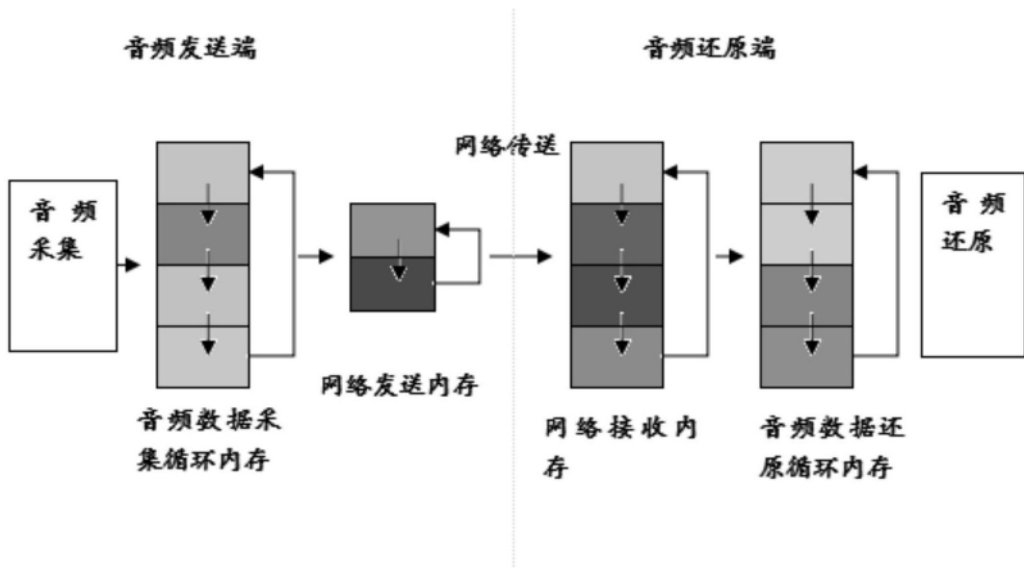 音频发送端
音频还原端
网络传送
音 频
采集
音 频
还原
网络发送内存
音频数据采
集循环内存
网络接收内
存
音频数据还
原循环内存